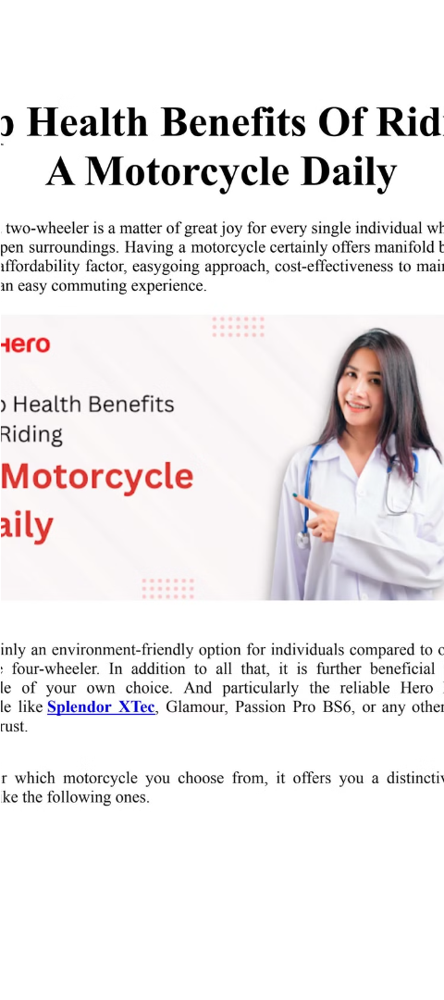 p Health Benefits Of Ridi
A Motorcycle Daily
two-wheeler is a matter of great joy for every single individual wh
pen surroundings. Having a motorcycle certainly offers manifold b
affordability factor, easygoing approach, cost-effectiveness to main
an easy commuting experience.
Hero
p Health Benefits
Riding
Motorcycle
aily
inly an environment-friendly option for individuals compared to o
four-wheeler. In addition to all that, it is further beneficial
le of your own choice. And particularly the reliable Hero
le like Splendor XTec, Glamour, Passion Pro BS6, or any other
rust.
r which motorcycle you choose from, it offers you a distinctiv
ike the following ones.